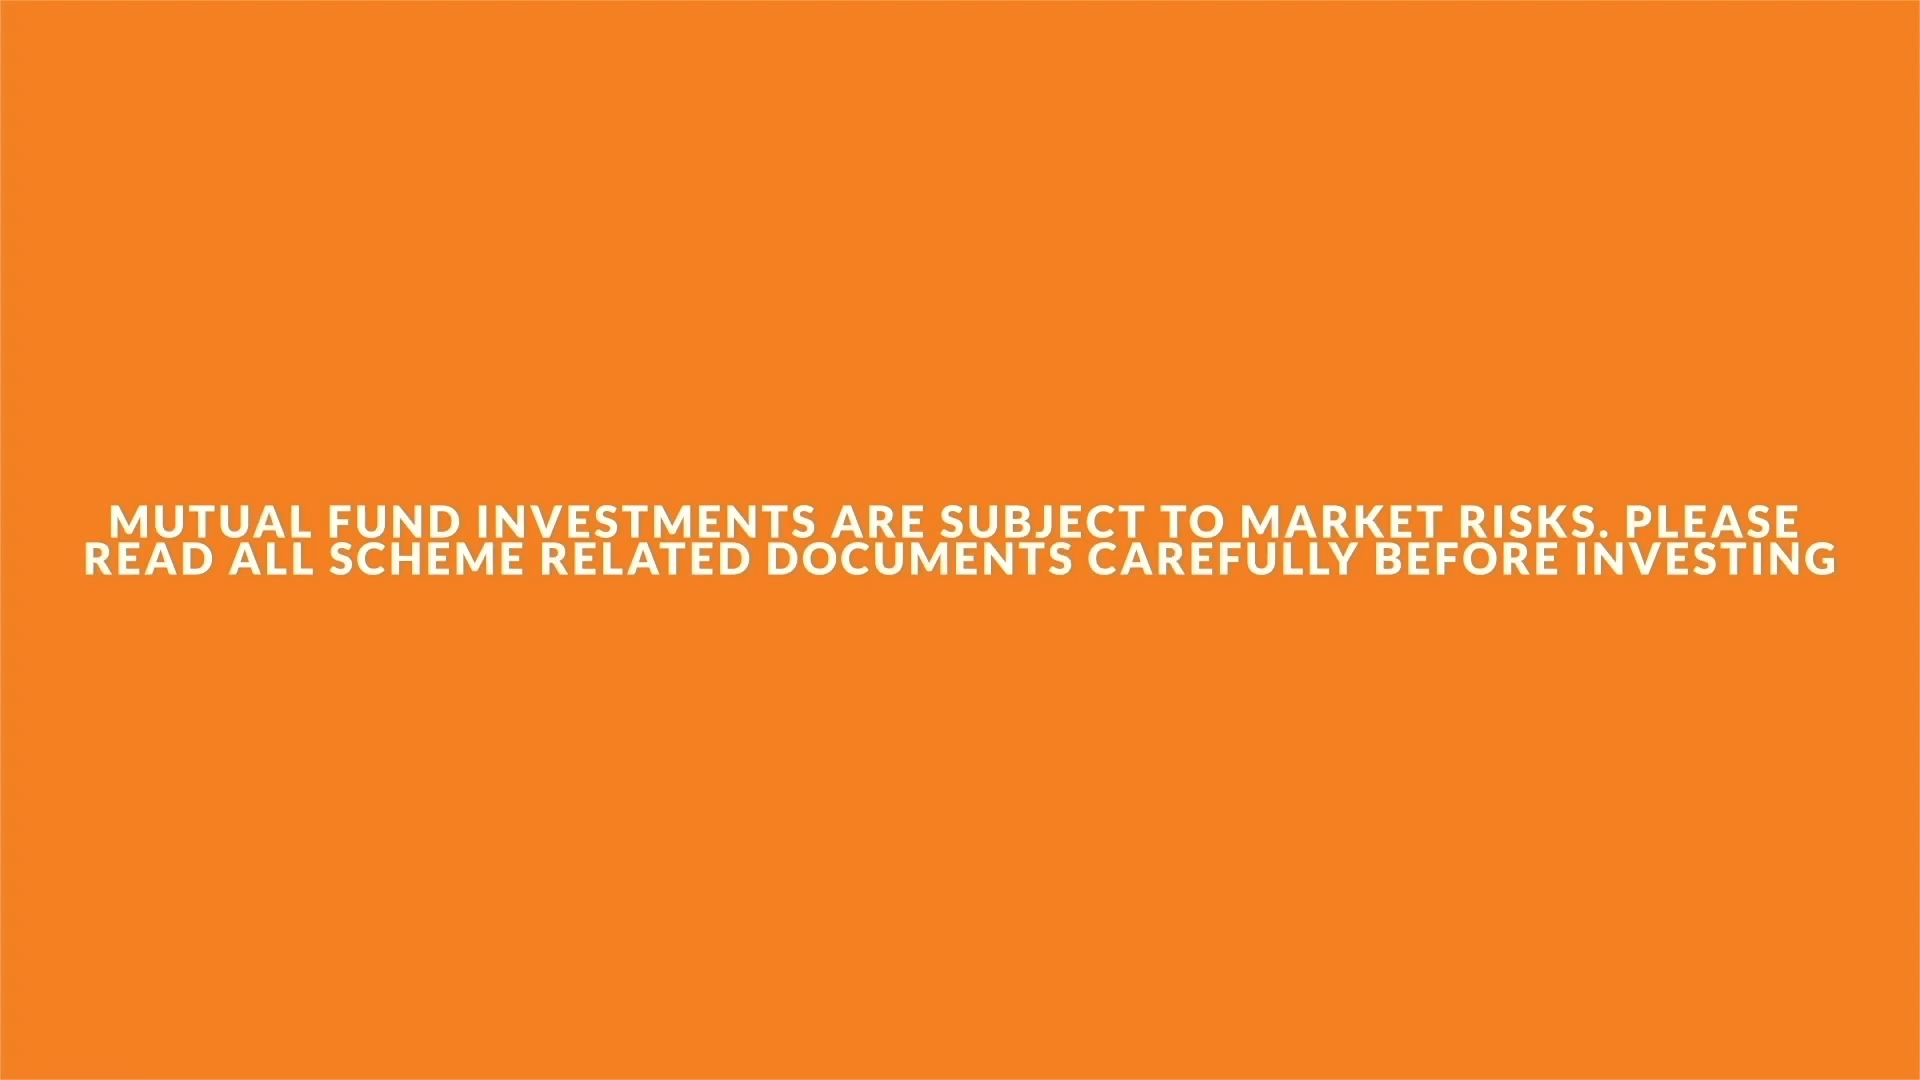 MUTUAL FUND INVESTMENTS ARE SUBJECT TO MARKET RISKS. PLEASE
READ ALL SCHEME RELATED DOCUMENTS CAREFULLY BEFORE INVESTING